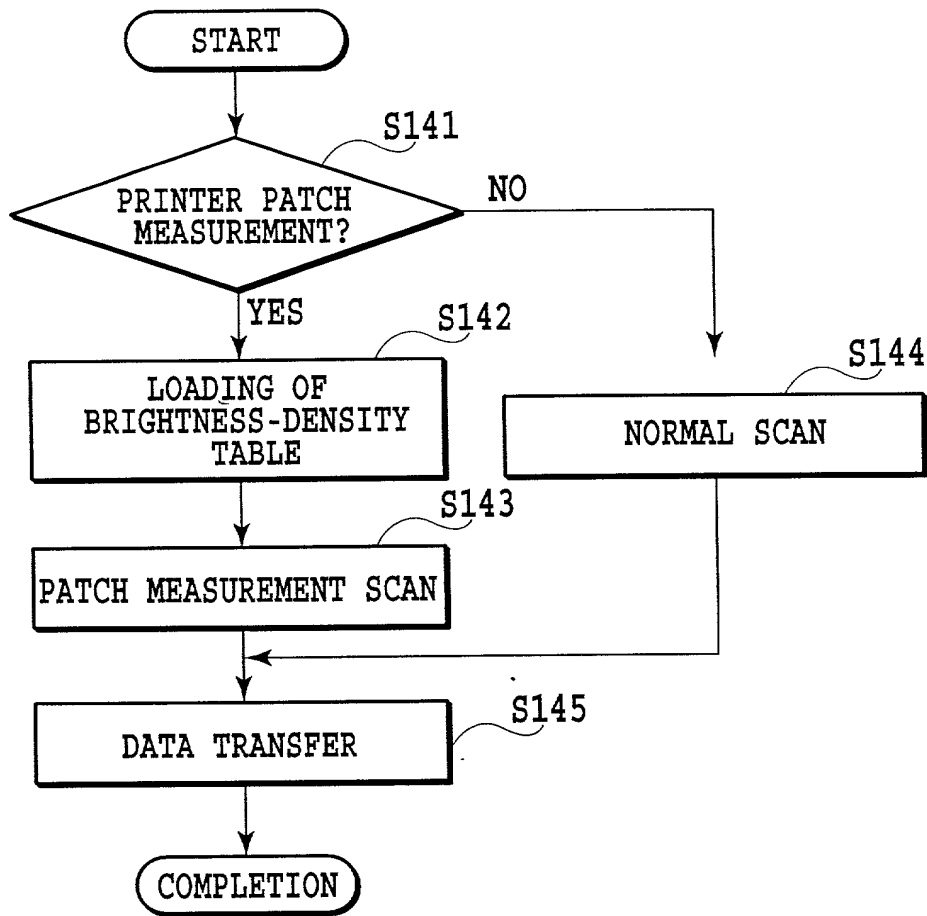 START
S141
PRINTER PATCH
MEASUREMENT?
NO
YES
S142
LOADING OF
BRIGHTNESS-DENSITY
TABLE
S144
NORMAL SCAN
S143
PATCH MEASUREMENT SCAN
S145
DATA TRANSFER
COMPLETION